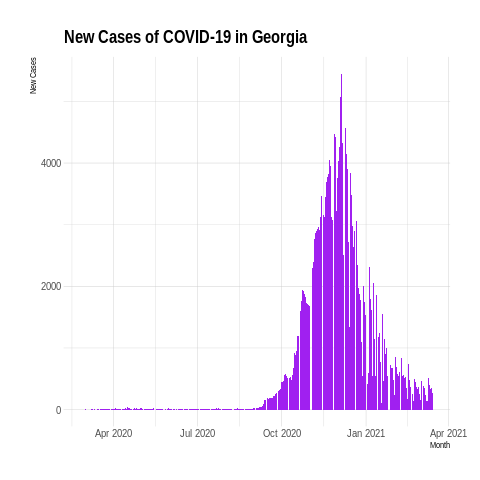 New Cases of COVID-19 in Georgia
New Cases
4000
2000
0
Apr 2020 Jul 2020 Oct 2020 Jan 2021 Apr 2021
Month